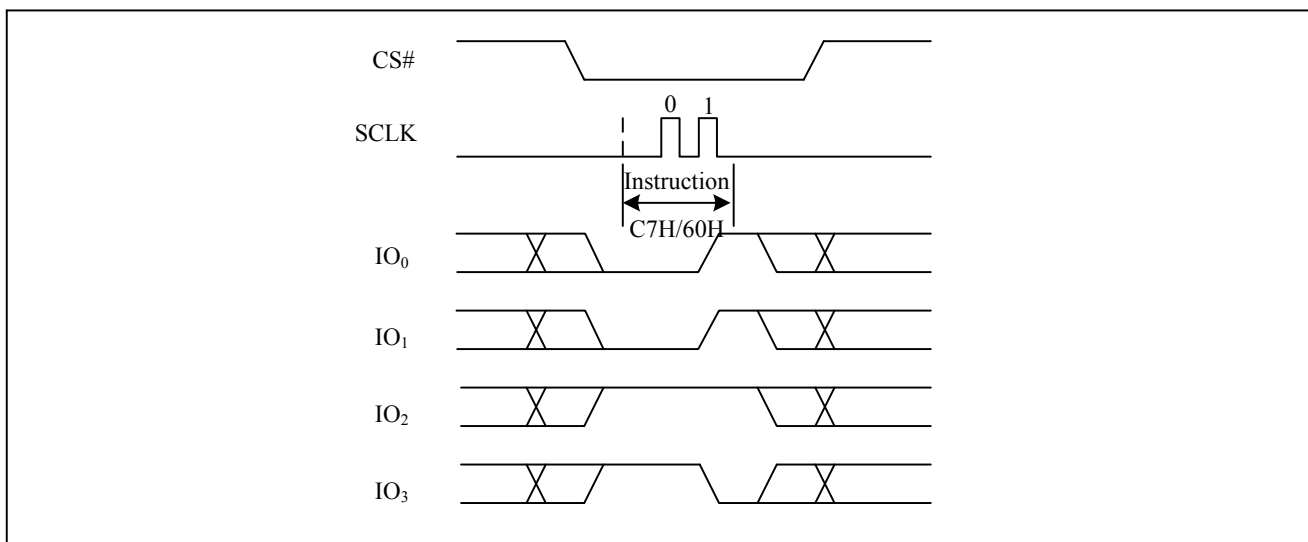 CS#
0 1
SCLK
Instruction
C7H/60H
IO0
IO1
IO2
IO3